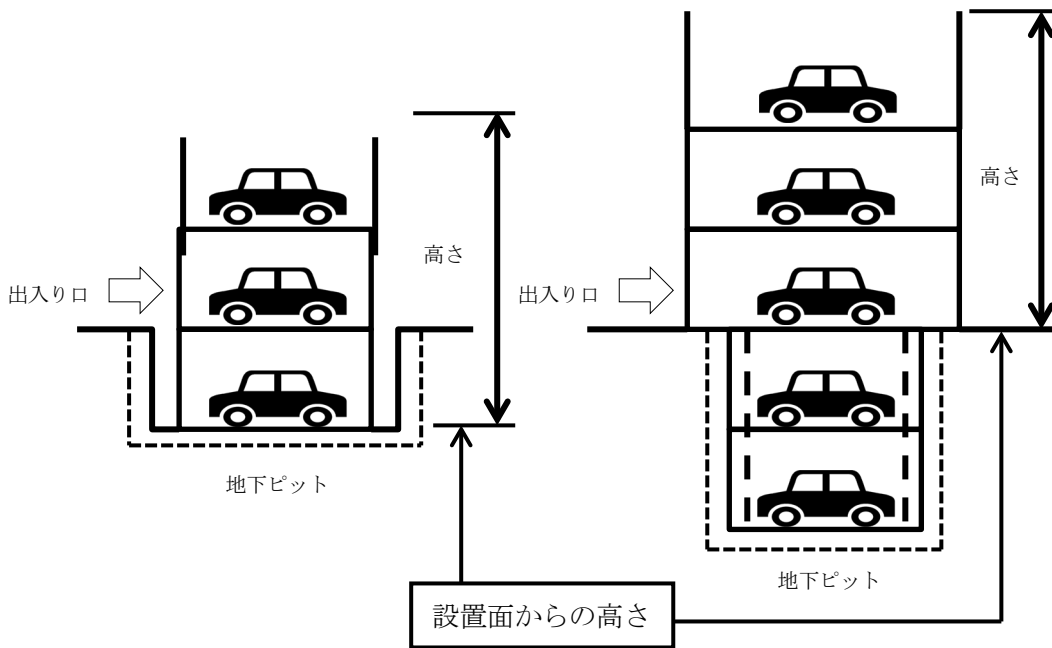 高さ
高さ
出入り口
出入り口
地下ピット
地下ピット
設置面からの高さ